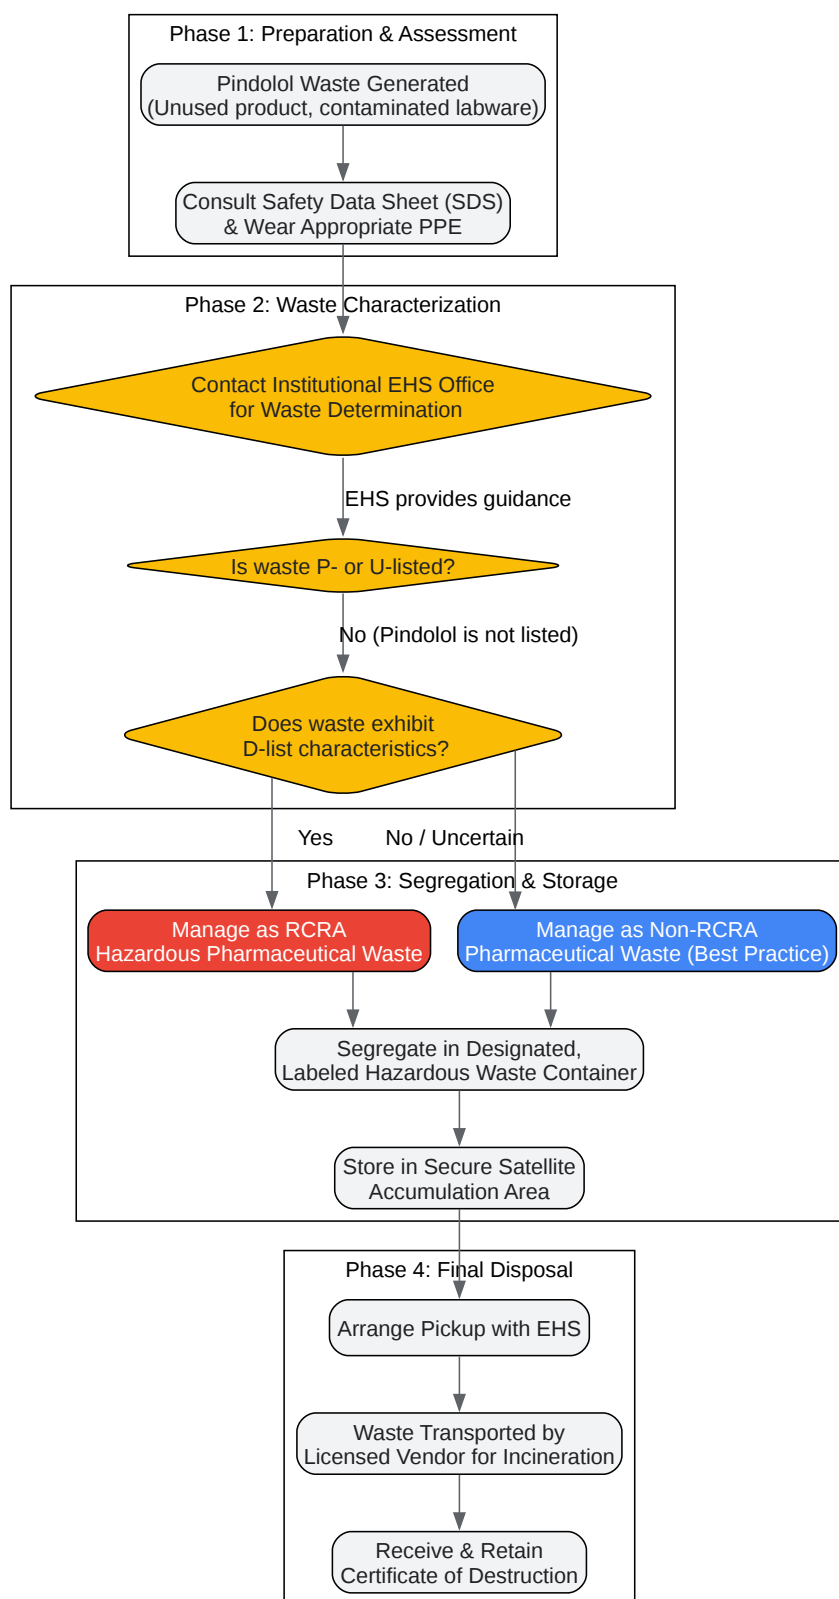 Phase 1: Preparation & Assessment
Pindolol Waste Generated
(Unused product, contaminated labware)
Consult Safety Data Sheet (SDS)
& Wear Appropriate PPE
Phase 2: Waste Characterization
Contact Institutional EHS Office
for Waste Determination
EHS provides guidance
Is waste P- or U-listed?
No (Pindolol is not listed)
Does waste exhibit
D-list characteristics?
Yes
No / Uncertain
Phase 3: Segregation & Storage
Manage as RCRA
Hazardous Pharmaceutical Waste
Manage as Non-RCRA
Pharmaceutical Waste (Best Practice)
Segregate in Designated,
Labeled Hazardous Waste Container
Store in Secure Satellite
Accumulation Area
Phase 4: Final Disposal
Arrange Pickup with EHS
Waste Transported by
Licensed Vendor for Incineration
Receive & Retain
Certificate of Destruction